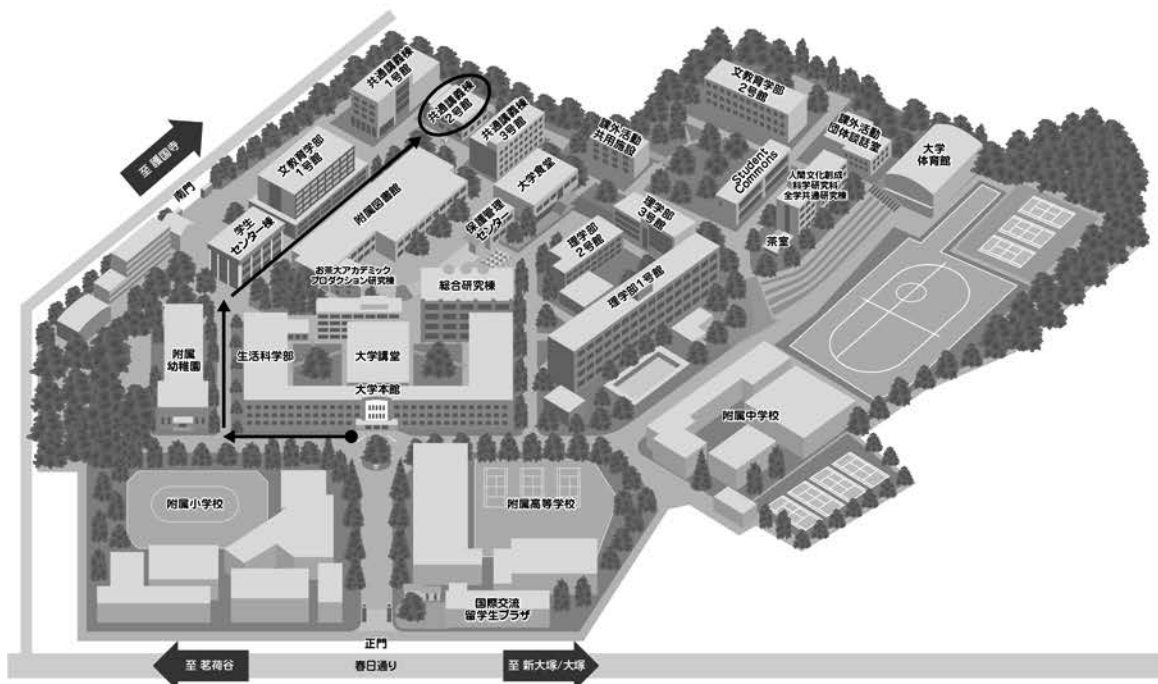 共通講義棟
1号館
共通講義棟
2号館
共通講義棟
3号館
文教育学部
2号館
課外活動
共用施設
課外活動
団体談話室
大学
体育館
至 護国寺
南門
文教育学部
1号館
附属図書館
大学食堂
Student
Commons
人間文化創成
科学研究科
全学共通研究棟
学生
センター棟
保健管理
センター
理学部
3号館
理学部
2号館
茶室
お茶大アカデミック
プロダクション研究棟
総合研究棟
理学部1号館
附属
幼稚園
生活科学部
大学講堂
大学本館
附属中学校
附属小学校
附属高等学校
国際交流
留学生プラザ
正門
至 茗荷谷
春日通り
至 新大塚/大塚